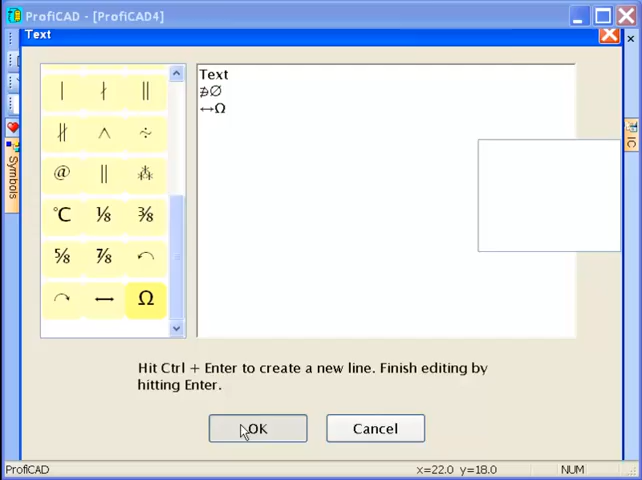 ProfiCAD - [ProfiCAD4]
Text
Symbols
IC
| ∤ ∥
∦ ∧ ÷
@ ∥ ⁂
℃ ⅛ ⅜
⅝ ⅞ ↶
↷ ↔ Ω
Text
∌∅
↔Ω
Hit Ctrl + Enter to create a new line. Finish editing by
hitting Enter.
OK
Cancel
ProfiCAD
x=22.0 y=18.0
NUM